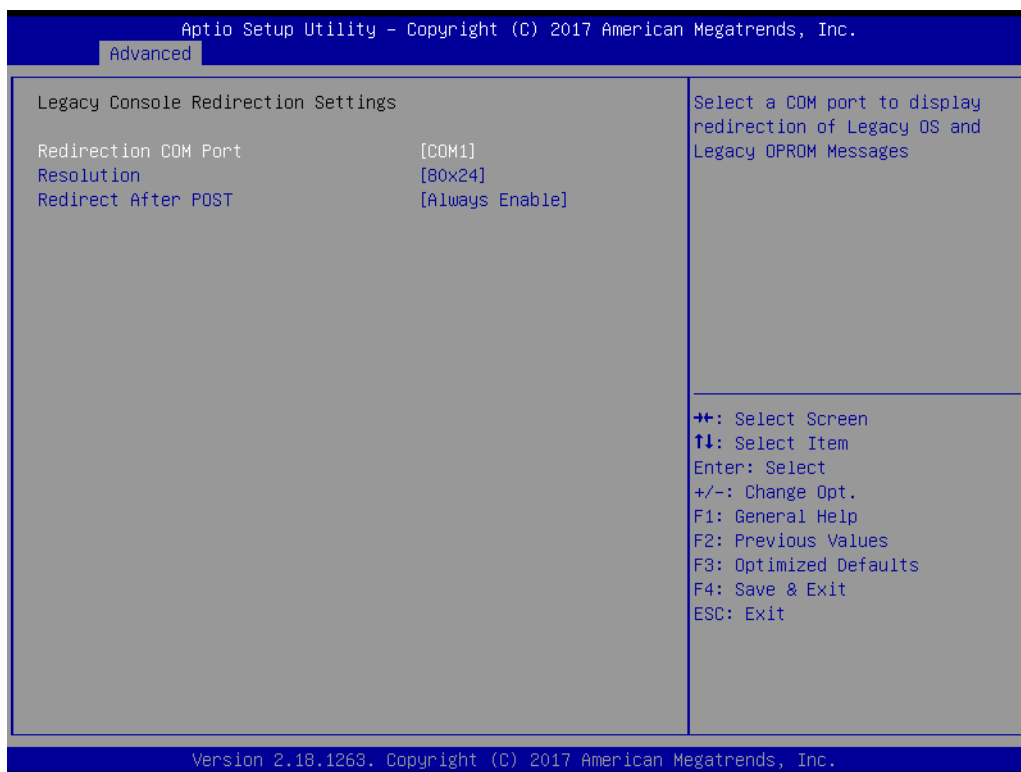 Aptio Setup Utility – Copyright (C) 2017 American Megatrends, Inc.
Advanced
Legacy Console Redirection Settings
Redirection COM Port [COM1]
Resolution [80x24]
Redirect After POST [Always Enable]
Select a COM port to display
redirection of Legacy OS and
Legacy OPROM Messages
→←: Select Screen
↑↓: Select Item
Enter: Select
+/-: Change Opt.
F1: General Help
F2: Previous Values
F3: Optimized Defaults
F4: Save & Exit
ESC: Exit
Version 2.18.1263. Copyright (C) 2017 American Megatrends, Inc.